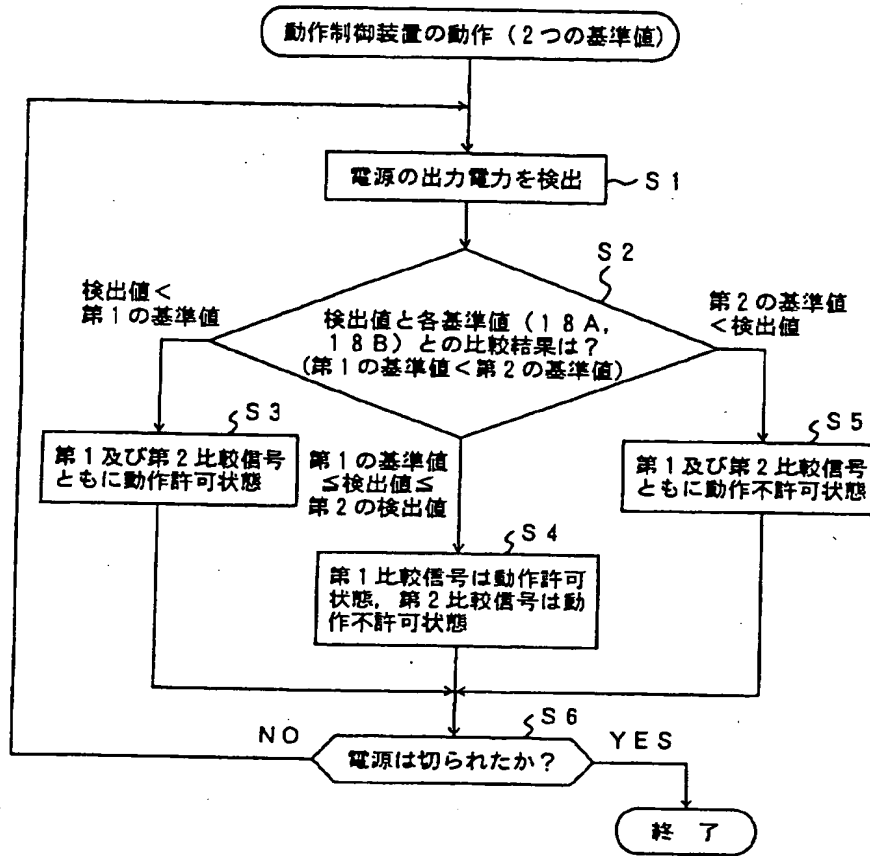 動作制御装置の動作（２つの基準値）
電源の出力電力を検出
Ｓ１
Ｓ２
検出値＜
第１の基準値
検出値と各基準値（１８Ａ，
１８Ｂ）との比較結果は？
（第１の基準値＜第２の基準値）
第２の基準値
＜検出値
Ｓ３
第１及び第２比較信号
ともに動作許可状態
第１の基準値
≦検出値≦
第２の検出値
Ｓ５
第１及び第２比較信号
ともに動作不許可状態
Ｓ４
第１比較信号は動作許可
状態，第２比較信号は動
作不許可状態
Ｓ６
ＮＯ
電源は切られたか？
ＹＥＳ
終　了